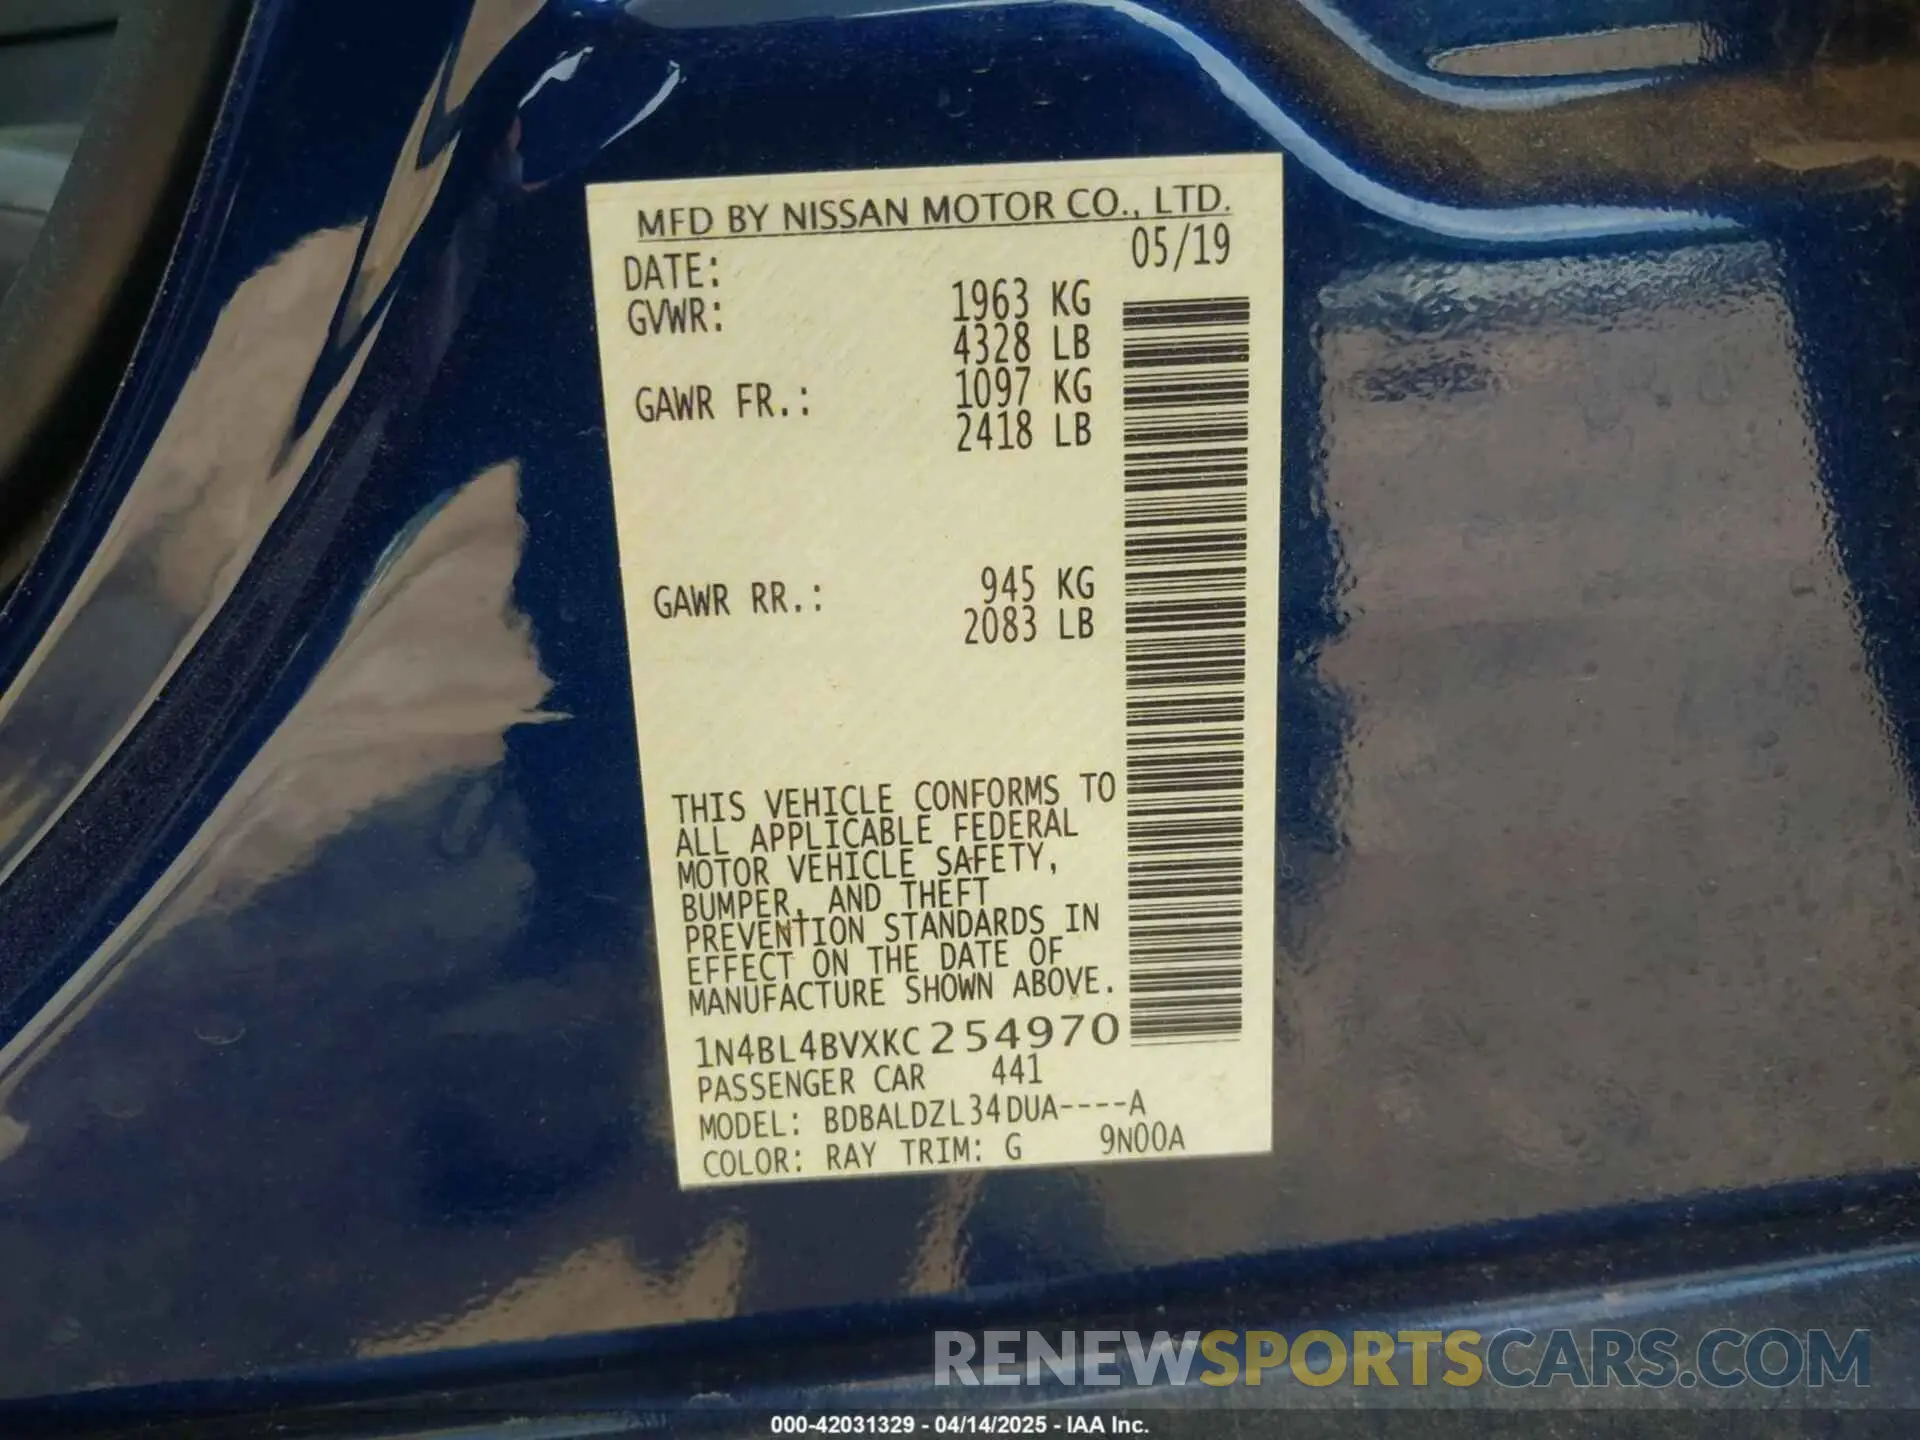 MFD BY NISSAN MOTOR CO., LTD.
DATE: 05/19
GVWR: 1963 KG
4328 LB
GAWR FR.: 1097 KG
2418 LB
GAWR RR.: 945 KG
2083 LB
THIS VEHICLE CONFORMS TO
ALL APPLICABLE FEDERAL
MOTOR VEHICLE SAFETY,
BUMPER, AND THEFT
PREVENTION STANDARDS IN
EFFECT ON THE DATE OF
MANUFACTURE SHOWN ABOVE.
1N4BL4BVXKC254970
PASSENGER CAR 441
MODEL: BDBALDZL34DUA----A
COLOR: RAY TRIM: G 9N00A
RENEWSPORTSCARS.COM
000-42031329 - 04/14/2025 - IAA Inc.